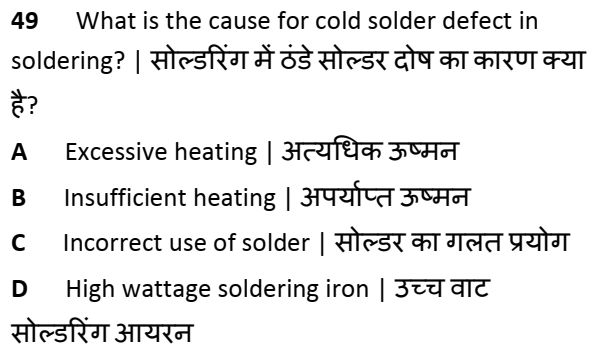 49 What is the cause for cold solder defect in
soldering? | सोल्डरिंग में ठंडे सोल्डर दोष का कारण क्या
है?
A Excessive heating | अत्यधिक ऊष्मन
B Insufficient heating | अपर्याप्त ऊष्मन
C Incorrect use of solder | सोल्डर का गलत प्रयोग
D High wattage soldering iron | उच्च वाट
सोल्डरिंग आयरन